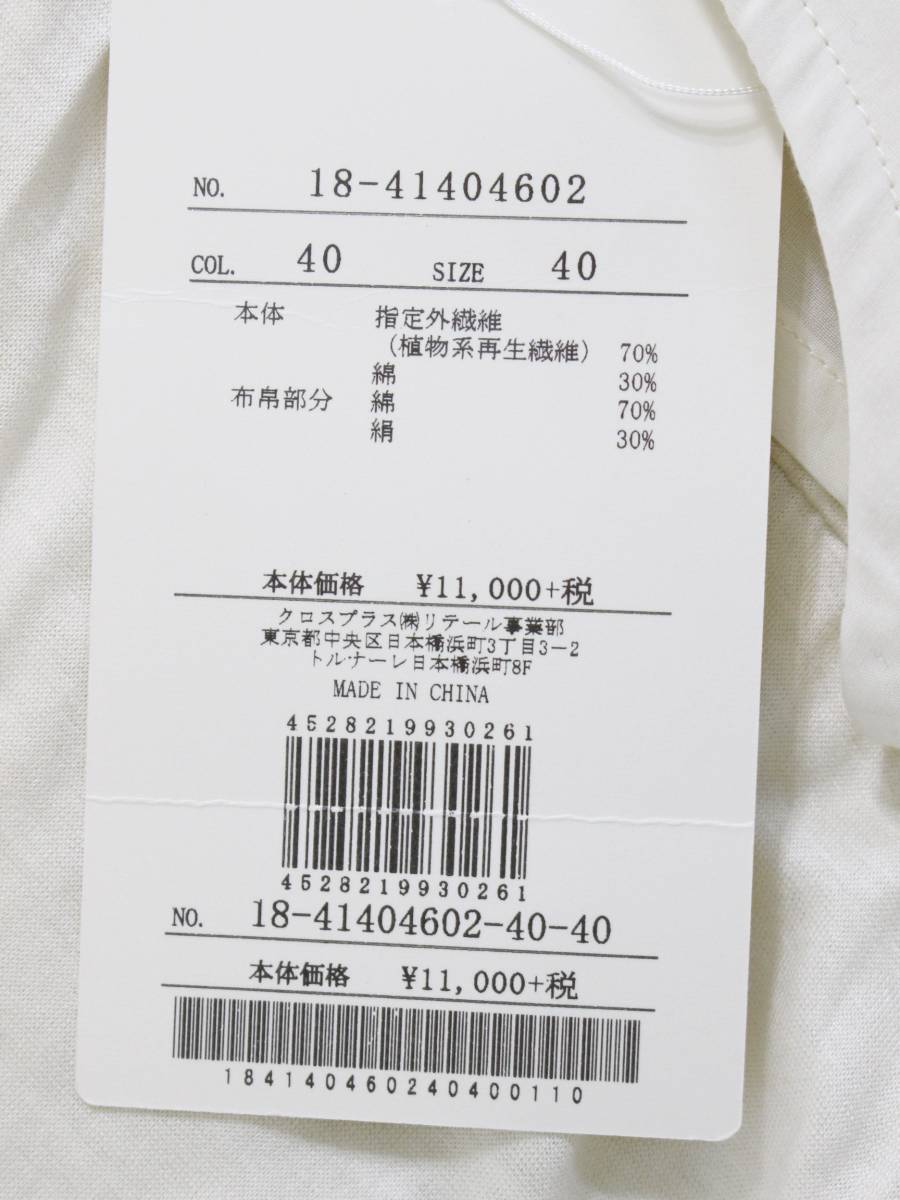 NO. 18-41404602
COL. 40 SIZE 40
本体 指定外繊維
(植物系再生繊維) 70%
綿 30%
布帛部分 綿 70%
絹 30%
本体価格 ¥11,000+税
クロスプラス㈱リテール事業部
東京都中央区日本橋浜町3丁目3-2
トルナーレ日本橋浜町8F
MADE IN CHINA
4528219930261
4528219930261
NO. 18-41404602-40-40
本体価格 ¥11,000+税
184140460240400110